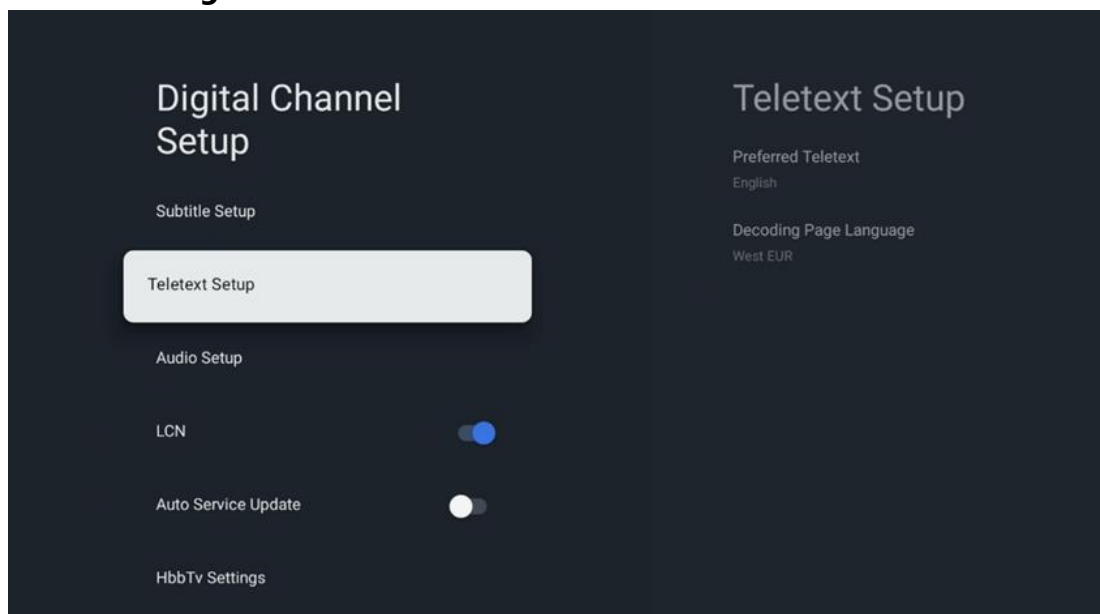 Digital Channel
Setup
Subtitle Setup
Teletext Setup
Audio Setup
LCN
Auto Service Update
HbbTv Settings
Teletext Setup
Preferred Teletext
English
Decoding Page Language
West EUR